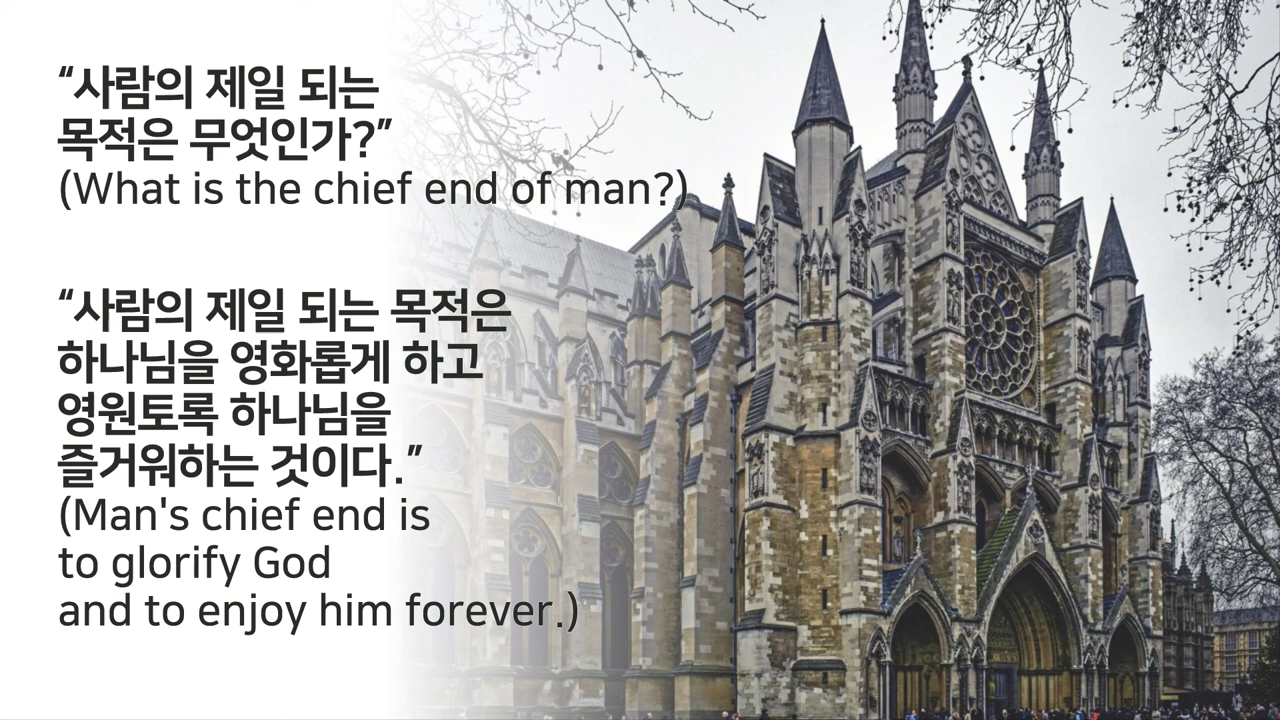 “사람의 제일 되는
목적은 무엇인가?”
(What is the chief end of man?)
“사람의 제일 되는 목적은
하나님을 영화롭게 하고
영원토록 하나님을
즐거워하는 것이다.”
(Man's chief end is
to glorify God
and to enjoy him forever.)